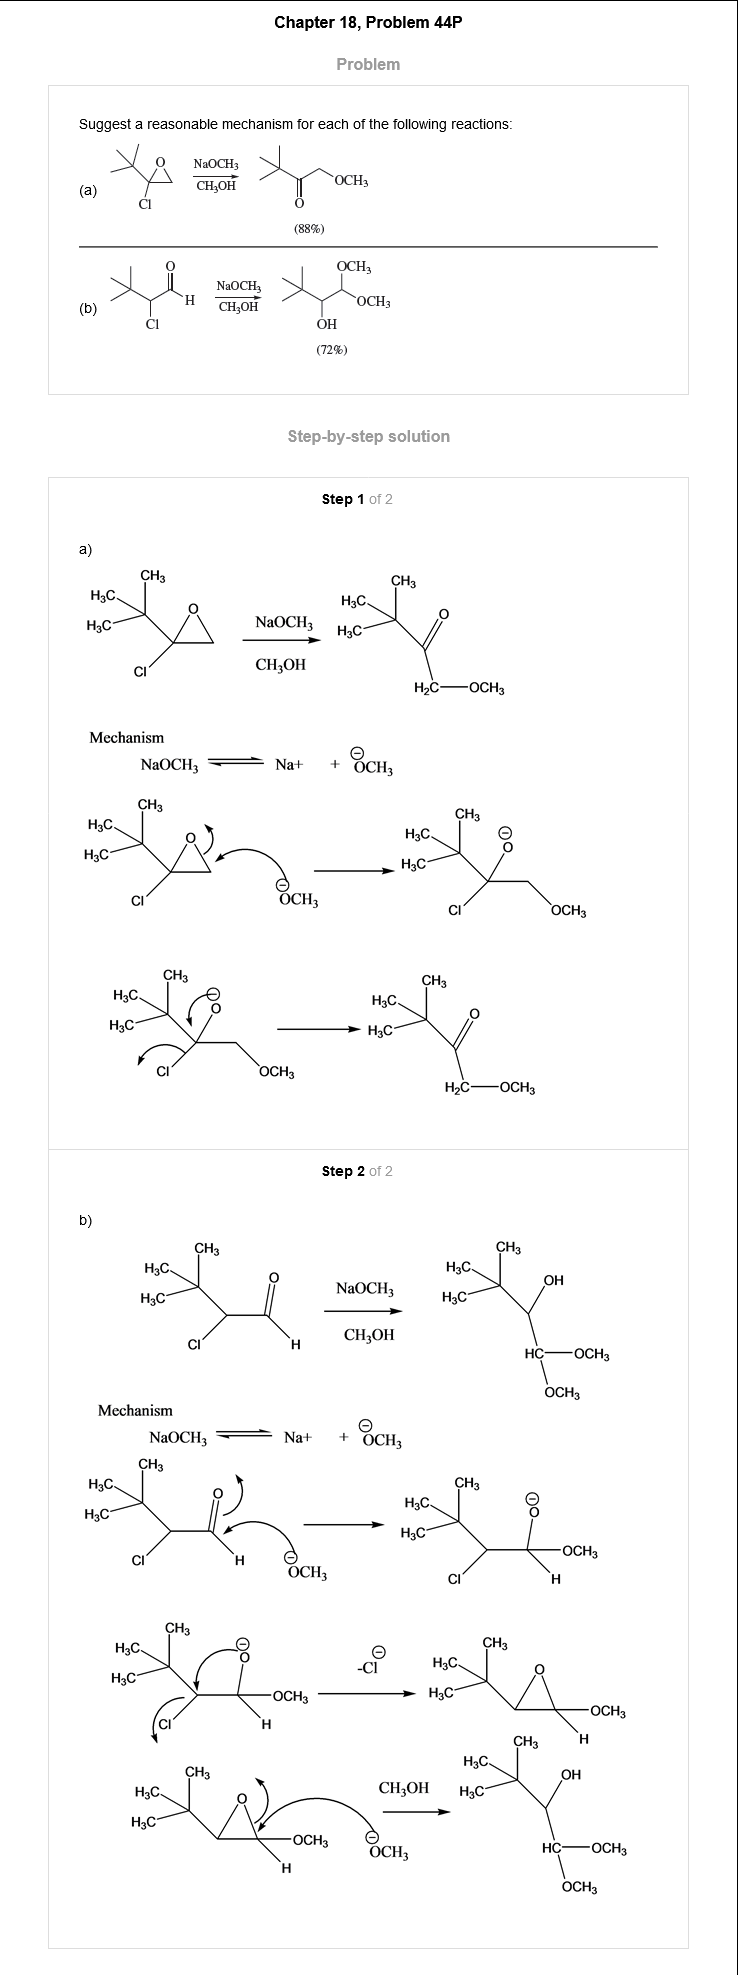 Chapter 18, Problem 44P
Problem
Suggest a reasonable mechanism for each of the following reactions:
(a)
O
Cl
NaOCH3
CH3OH
OCH3
O
(88%)
(b)
O
H
Cl
NaOCH3
CH3OH
OCH3
OCH3
OH
(72%)
Step-by-step solution
Step 1 of 2
a)
CH3
H3C
H3C
O
Cl
NaOCH3
CH3OH
CH3
H3C
H3C
O
H2C OCH3
Mechanism
NaOCH3 Na+ + OCH3
CH3
H3C
H3C
O
Cl
OCH3
CH3
H3C
H3C
O
Cl
OCH3
CH3
H3C
H3C
O
Cl
OCH3
CH3
H3C
H3C
O
H2C OCH3
Step 2 of 2
b)
CH3
H3C
H3C
O
Cl
H
NaOCH3
CH3OH
CH3
H3C
H3C
OH
HC OCH3
OCH3
Mechanism
NaOCH3 Na+ + OCH3
CH3
H3C
H3C
O
Cl
H
OCH3
CH3
H3C
H3C
O
OCH3
Cl
H
CH3
H3C
H3C
O
OCH3
Cl
H
-Cl
CH3
H3C
H3C
O
OCH3
H
CH3
H3C
H3C
O
OCH3
H
OCH3
CH3OH
CH3
H3C
H3C
OH
HC OCH3
OCH3